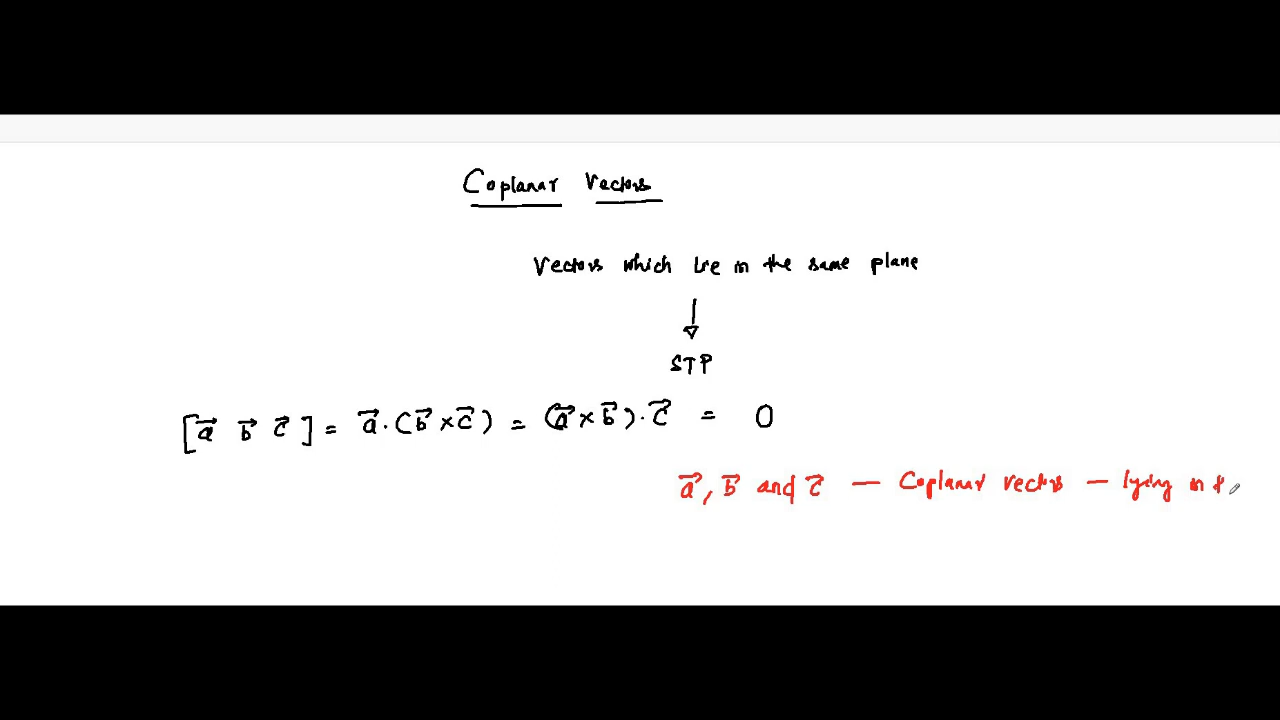 Coplanar Vectors
Vectors which lie in the same plane
STP
[a⃗ b⃗ c⃗] = a⃗.(b⃗ × c⃗) = (a⃗ × b⃗).c⃗ = 0
a⃗, b⃗ and c⃗ — Coplanar vectors — lying in t